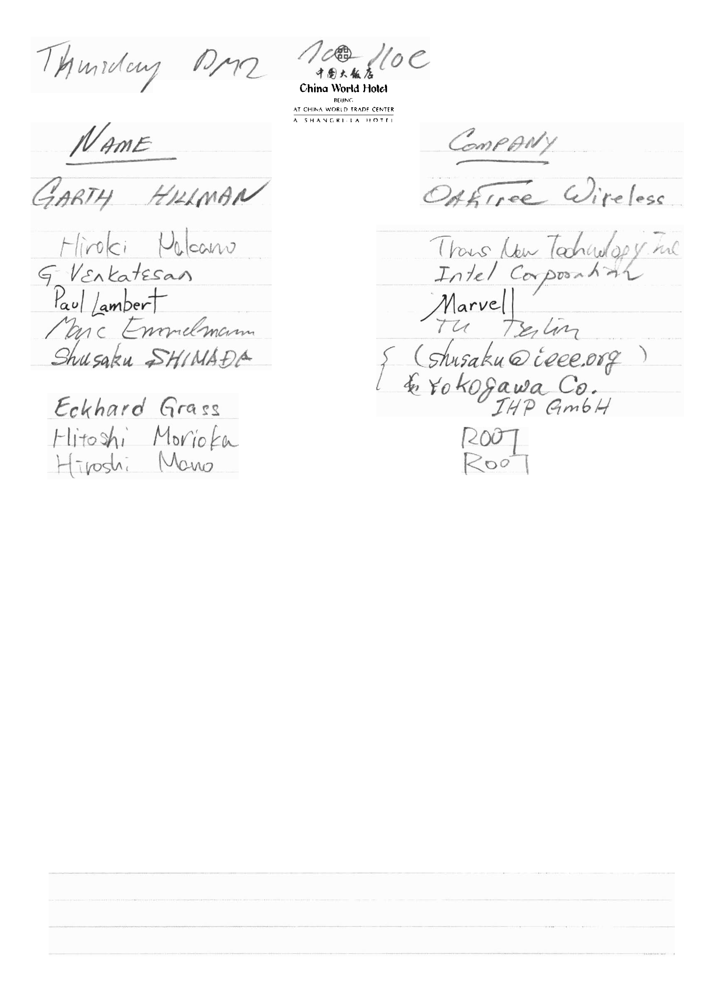 Thursday
中國大飯店
China World Hotel
BEIJING
AT CHINA WORLD TRADE CENTER
A SHANGRI-LA HOTEL
NAME COMPANY
GARTH HILLMAN OakTree Wireless
Hiroki Nakano Trans New Technology Inc
G Venkatesan Intel Corporation
Paul Lambert Marvell
Marc Emmelmann TU Berlin
Shusaku SHIMADA (shusaku@ieee.org)
& Yokogawa Co.
Eckhard Grass IHP GmbH
Hitoshi Morioka ROOT
Hiroshi Mano ROOT